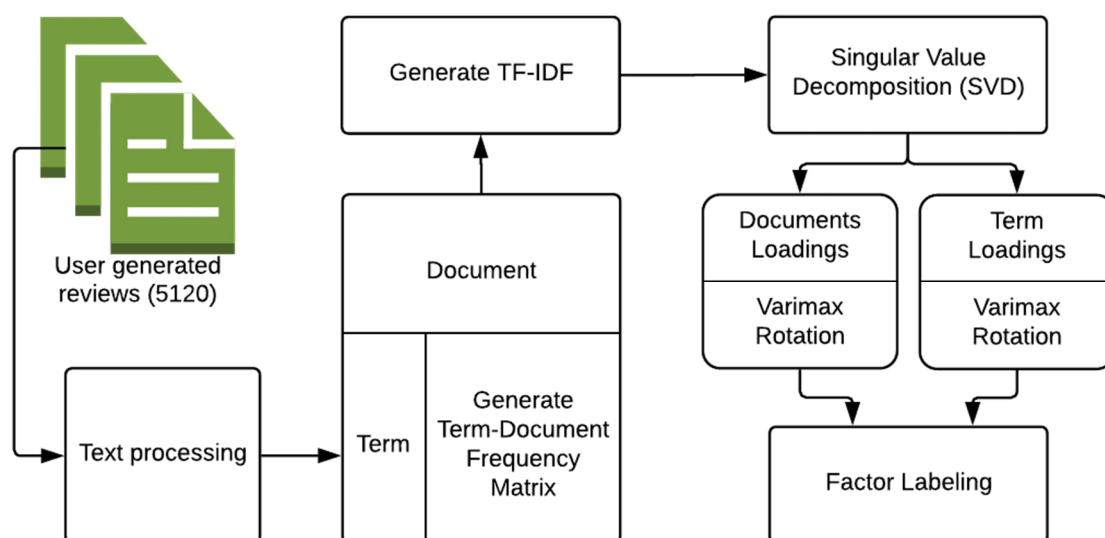 User generated
reviews (5120)
Text processing
Document
Term
Generate
Term-Document
Frequency
Matrix
Generate TF-IDF
Singular Value
Decomposition (SVD)
Documents
Loadings
Varimax
Rotation
Term
Loadings
Varimax
Rotation
Factor Labeling